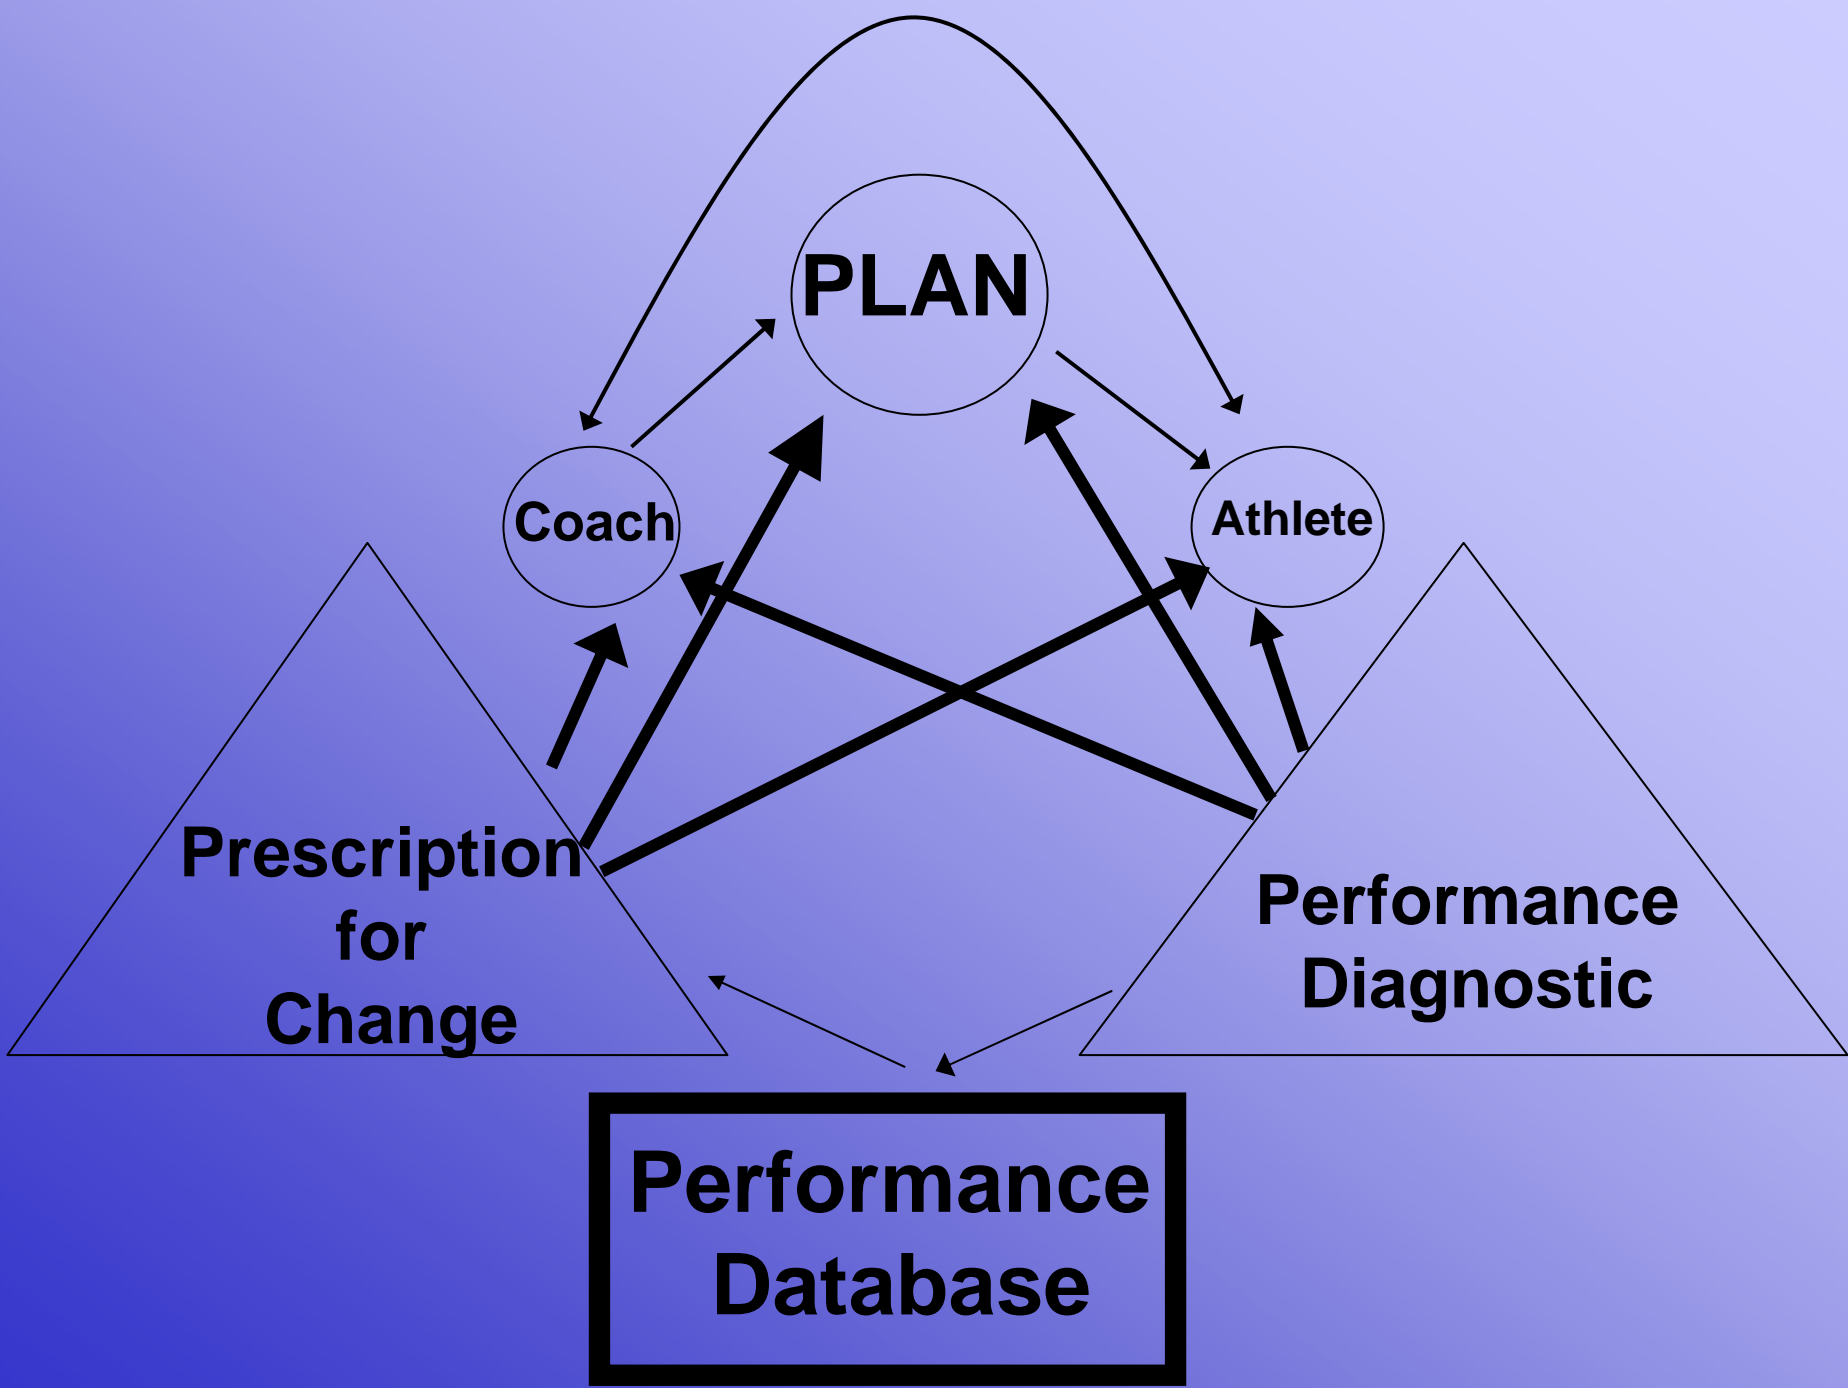 PLAN
Coach
Athlete
Prescription
for
Change
Performance
Diagnostic
Performance
Database